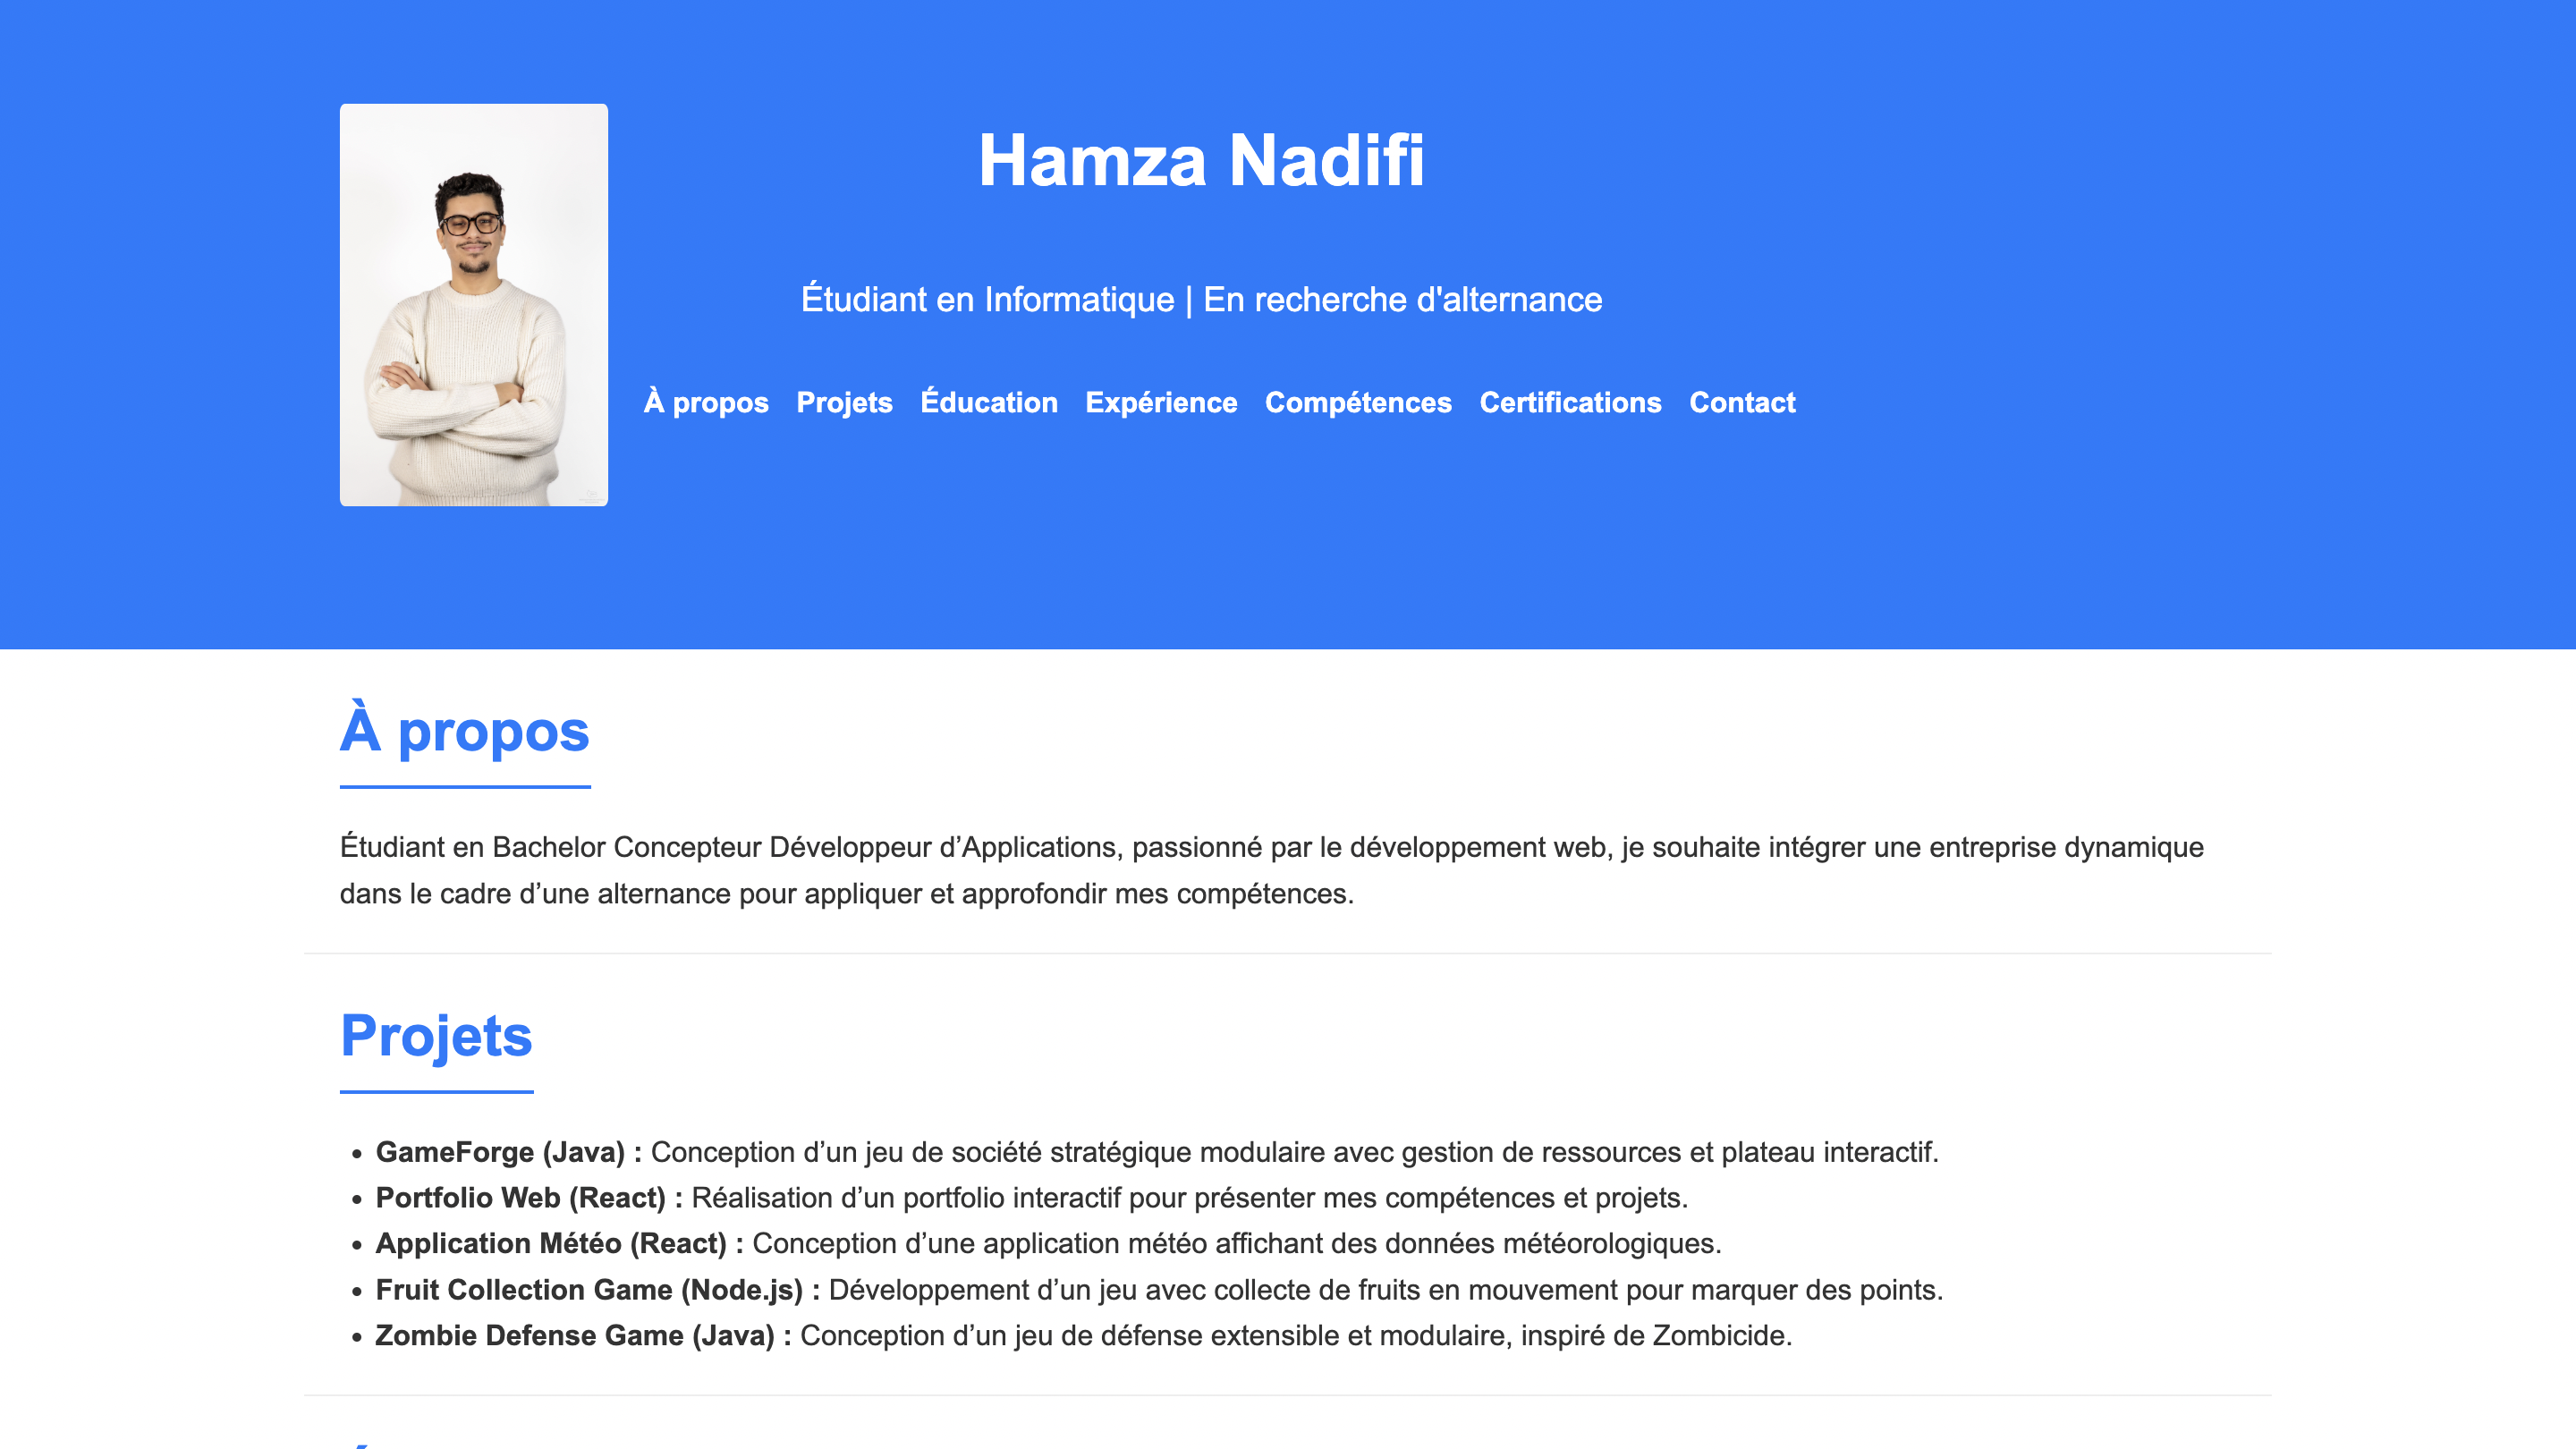 Hamza Nadifi
Étudiant en Informatique | En recherche d'alternance
À propos Projets Éducation Expérience Compétences Certifications Contact
À propos
Étudiant en Bachelor Concepteur Développeur d’Applications, passionné par le développement web, je souhaite intégrer une entreprise dynamique
dans le cadre d’une alternance pour appliquer et approfondir mes compétences.
Projets
• GameForge (Java) : Conception d’un jeu de société stratégique modulaire avec gestion de ressources et plateau interactif.
• Portfolio Web (React) : Réalisation d’un portfolio interactif pour présenter mes compétences et projets.
• Application Météo (React) : Conception d’une application météo affichant des données météorologiques.
• Fruit Collection Game (Node.js) : Développement d’un jeu avec collecte de fruits en mouvement pour marquer des points.
• Zombie Defense Game (Java) : Conception d’un jeu de défense extensible et modulaire, inspiré de Zombicide.